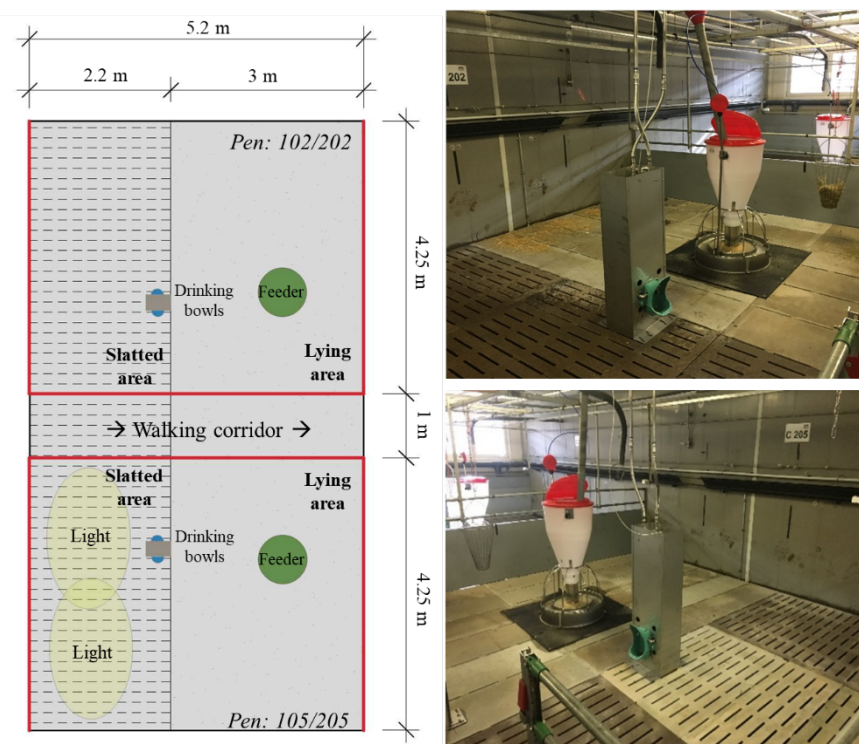 5.2 m
2.2 m
3 m
Pen: 102/202
4.25 m
Drinking
bowls
Feeder
Slatted
area
Lying
area
→ Walking corridor →
1 m
Slatted
area
Lying
area
Light
Drinking
bowls
Feeder
4.25 m
Light
Pen: 105/205
202
C 205